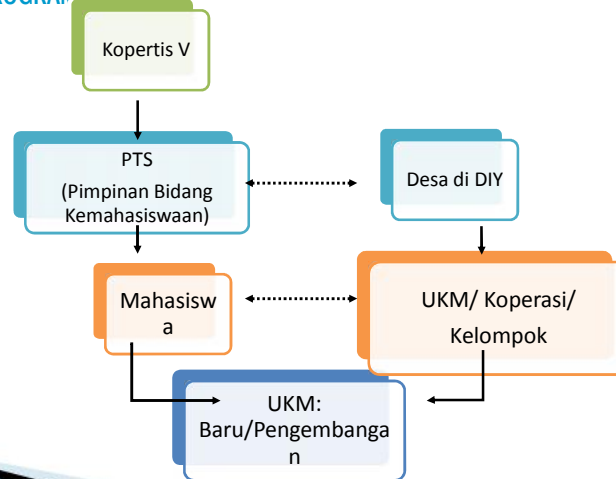 Kopertis V
PTS
(Pimpinan Bidang
Kemahasiswaan)
Desa di DIY
Mahasisw
a
UKM/ Koperasi/
Kelompok
UKM:
Baru/Pengembanga
n